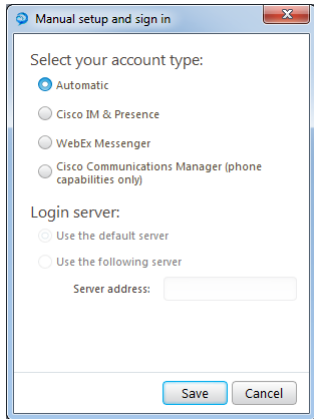 Manual setup and sign in
Select your account type:
Automatic
Cisco IM & Presence
WebEx Messenger
Cisco Communications Manager (phone
capabilities only)
Login server:
Use the default server
Use the following server
Server address:
Save Cancel